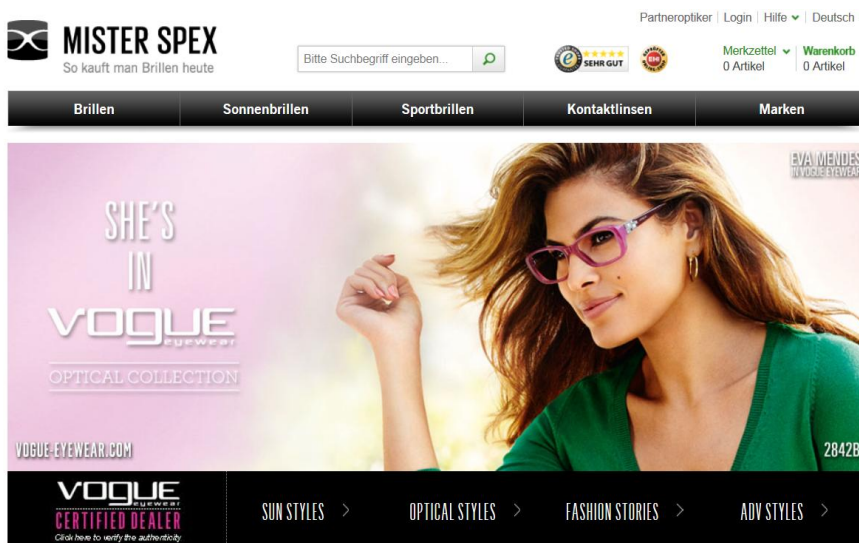 Partneroptiker Login Hilfe Deutsch
MISTER SPEX
So kauft man Brillen heute
Bitte Suchbegriff eingeben...
SEHR GUT
EHI
Merkzettel Warenkorb
0 Artikel 0 Artikel
Brillen Sonnenbrillen Sportbrillen Kontaktlinsen Marken
EVA MENDES
IN VOGUE EYEWEAR
SHE'S
IN
VOGUE
eyewear
OPTICAL COLLECTION
VOGUE-EYEWEAR.COM
2842B
VOGUE
eyewear
CERTIFIED DEALER
Click here to verify the authenticity
SUN STYLES OPTICAL STYLES FASHION STORIES ADV STYLES